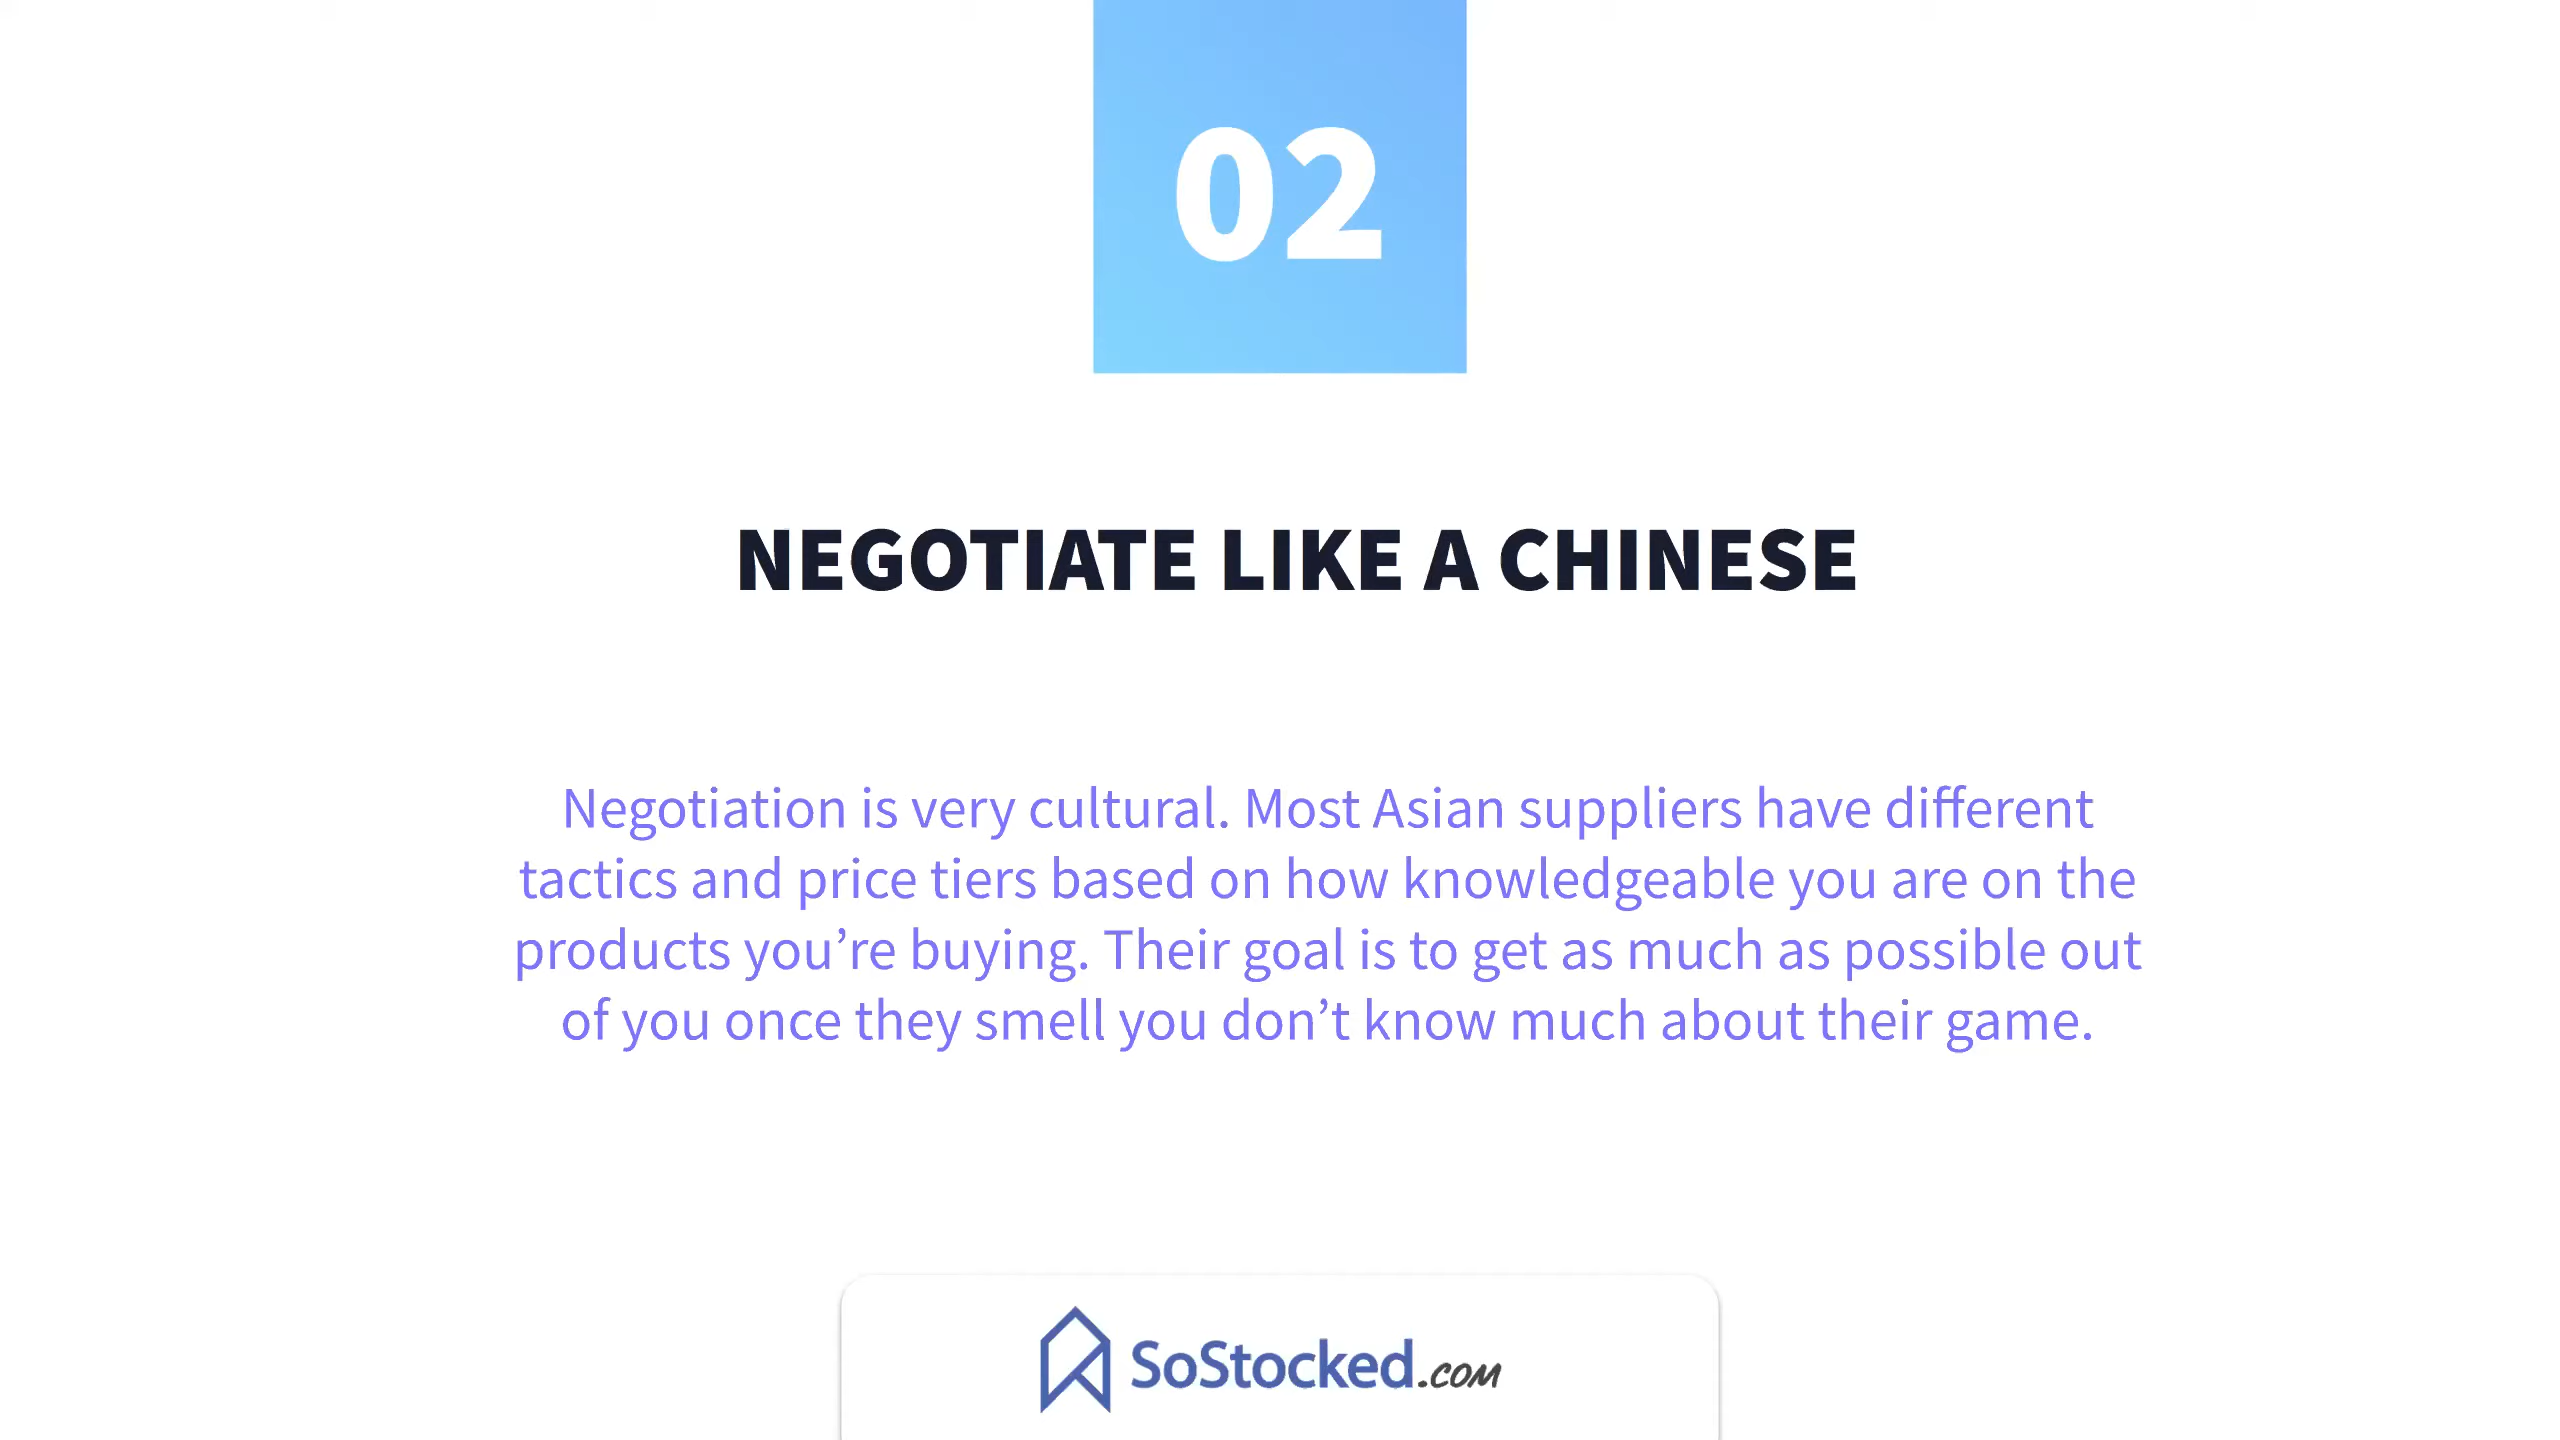 02
NEGOTIATE LIKE A CHINESE
Negotiation is very cultural. Most Asian suppliers have different
tactics and price tiers based on how knowledgeable you are on the
products you’re buying. Their goal is to get as much as possible out
of you once they smell you don’t know much about their game.
SoStocked.com